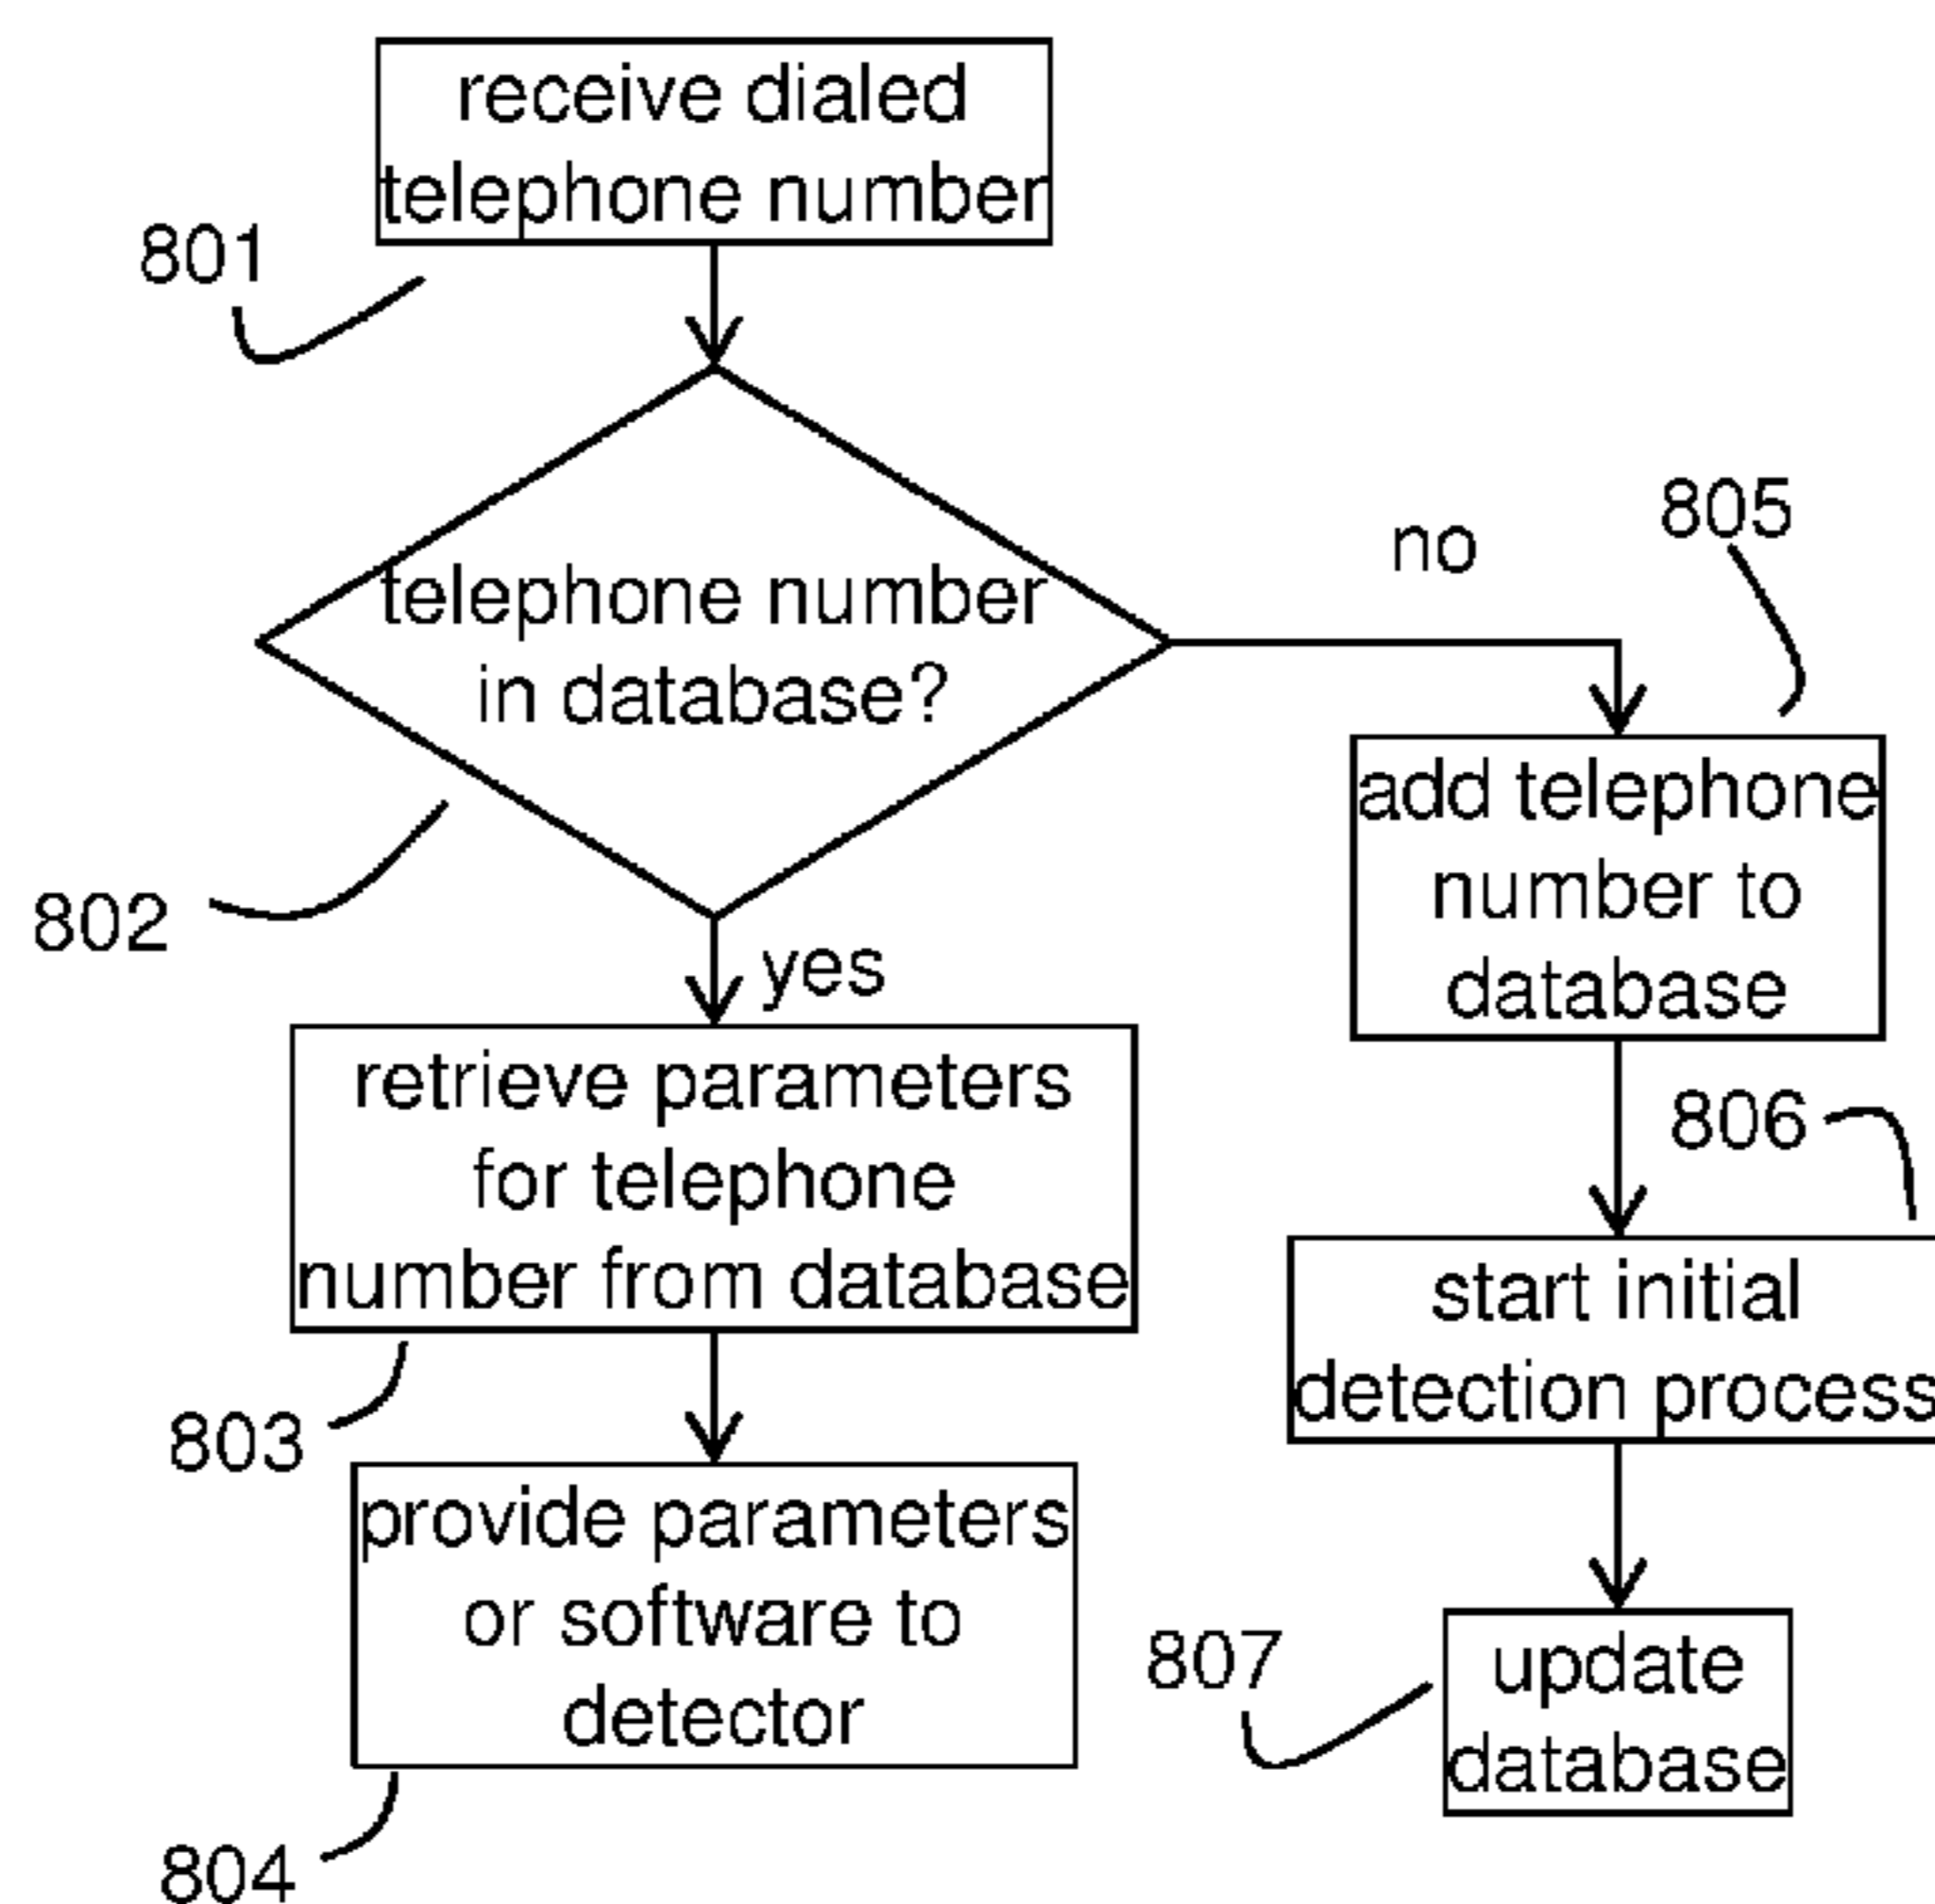 receive dialed
telephone number
801
telephone number
in database?
802
no
yes
805
add telephone
number to
database
retrieve parameters
for telephone
number from database
803
806
start initial
detection process
provide parameters
or software to
detector
804
807
update
database